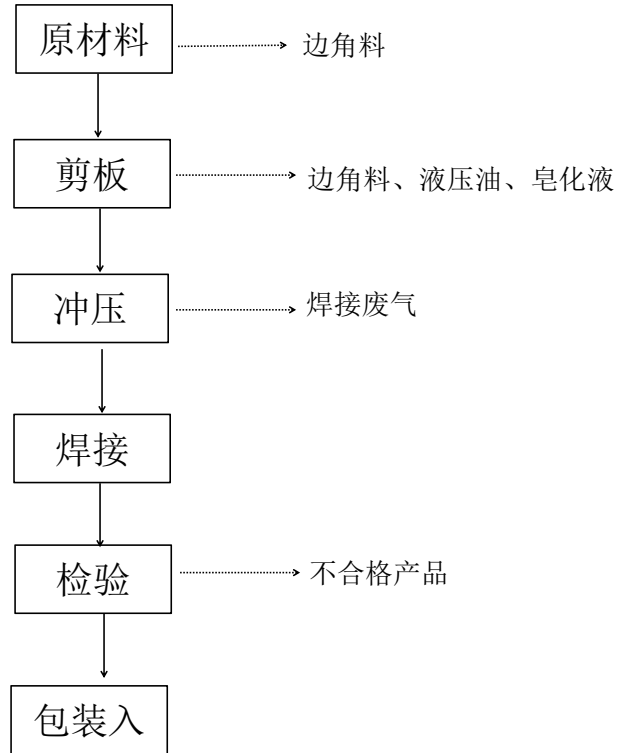 原材料
边角料
剪板
边角料、液压油、皂化液
冲压
焊接废气
焊接
检验
不合格产品
包装入